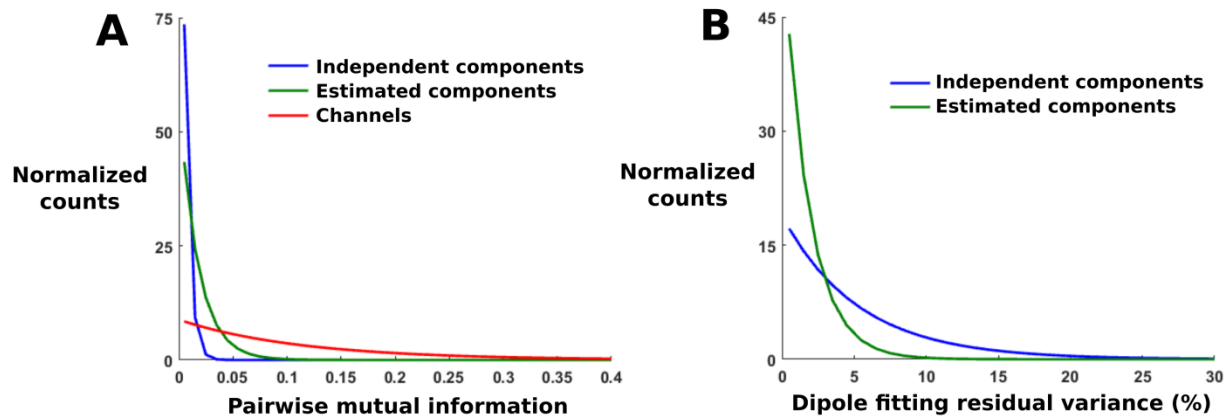 A
75
50
25
0
Normalized
counts
Independent components
Estimated components
Channels
0 0.05 0.1 0.15 0.2 0.25 0.3 0.35 0.4
Pairwise mutual information
B
45
30
15
0
Normalized
counts
Independent components
Estimated components
0 5 10 15 20 25 30
Dipole fitting residual variance (%)